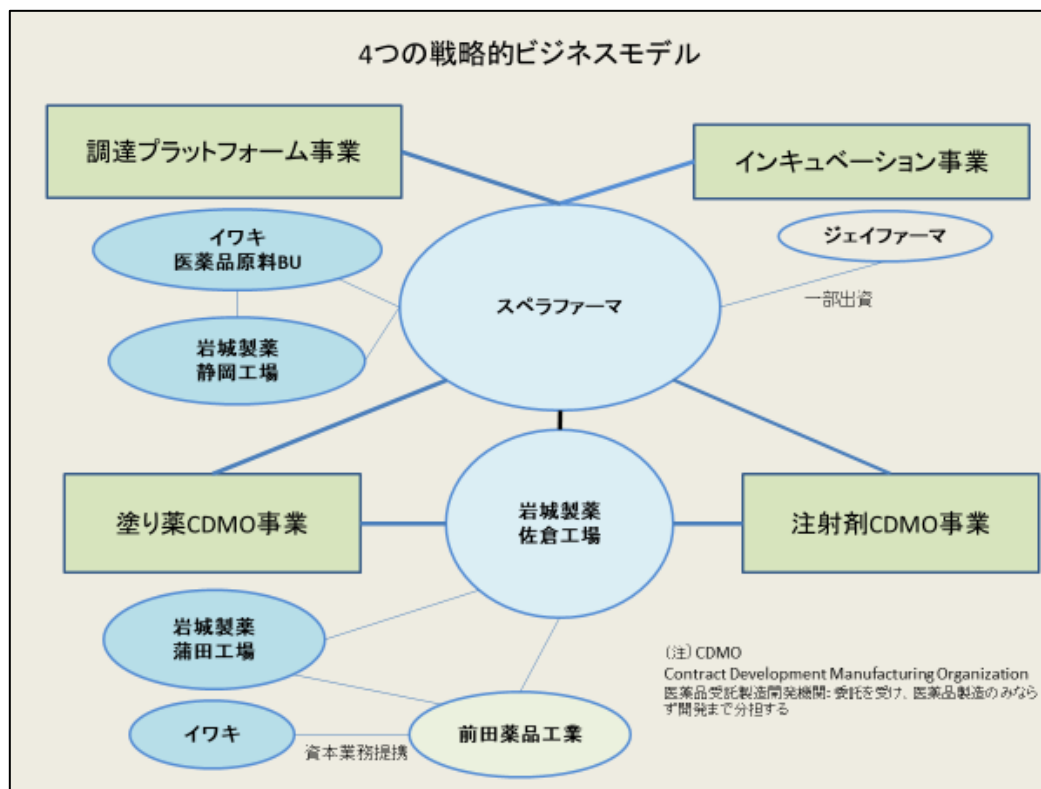 4つの戦略的ビジネスモデル
調達プラットフォーム事業
インキュベーション事業
イワキ
医薬品原料BU
ジェイファーマ
スペラファーマ
一部出資
岩城製薬
静岡工場
塗り薬CDMO事業
岩城製薬
佐倉工場
注射剤CDMO事業
岩城製薬
蒲田工場
(注) CDMO
Contract Development Manufacturing Organization
医薬品受託製造開発機関: 委託を受け、医薬品製造のみなら
ず開発まで分担する
イワキ
資本業務提携
前田薬品工業